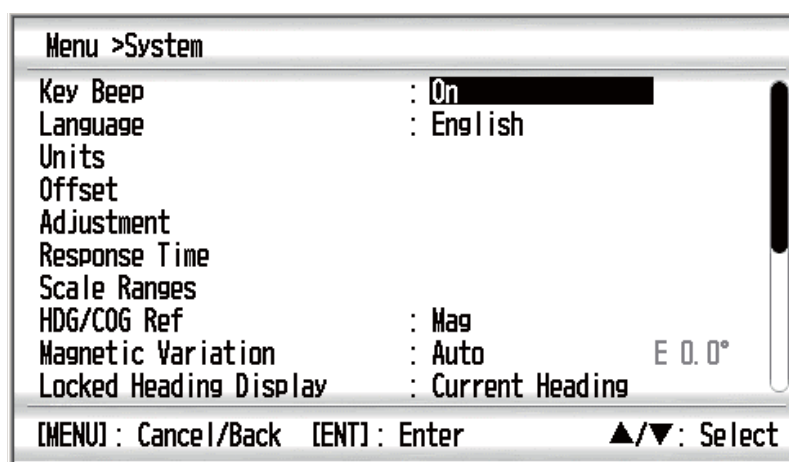 Menu >System
Key Beep : On
Language : English
Units
Offset
Adjustment
Response Time
Scale Ranges
HDG/COG Ref : Mag
Magnetic Variation : Auto E 0.0°
Locked Heading Display : Current Heading
[MENU]: Cancel/Back [ENT]: Enter ▲/▼: Select